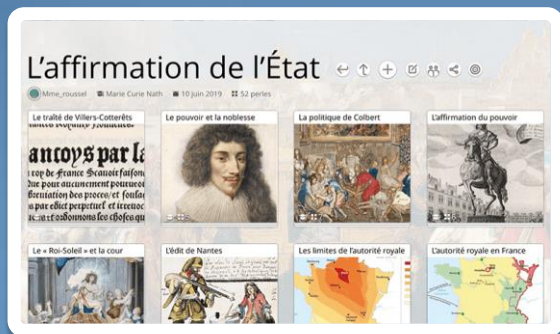 L'affirmation de l'État
Mme_roussel Marie Curie Nath 10 juin 2019 52 perles
Le traîté de Villers-Cotterêts
Le pouvoir et la noblesse
La politique de Colbert
L'affirmation du pouvoir
ancoys par la
Le « Roi-Soleil » et la cour
L'édit de Nantes
Les limites de l'autorité royale
L'autorité royale en France